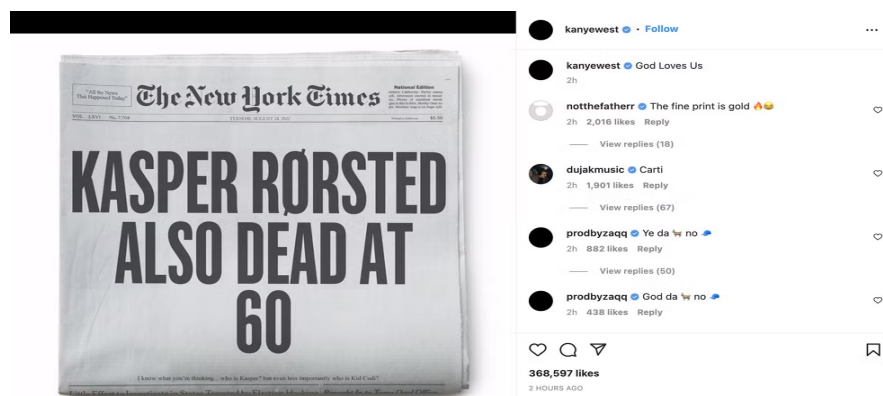 "All the News
That Happened Today"
The New York Times
National Edition
VOL. LXVI
$6.00
KASPER RØRSTED
ALSO DEAD AT
60
I know what you're thinking... who is Kasper? but even less importantly who is Kid Cudi?
kanyewest • Follow
kanyewest God Loves Us
2h
notthefatherr The fine print is gold 🔥😂
2h 2,016 likes Reply
View replies (18)
dujakmusic Carti
2h 1,901 likes Reply
View replies (67)
prodbyzaqq Ye da 🐐 no 🧢
2h 882 likes Reply
View replies (50)
prodbyzaqq God da 🐐 no 🧢
2h 438 likes Reply
368,597 likes
2 HOURS AGO